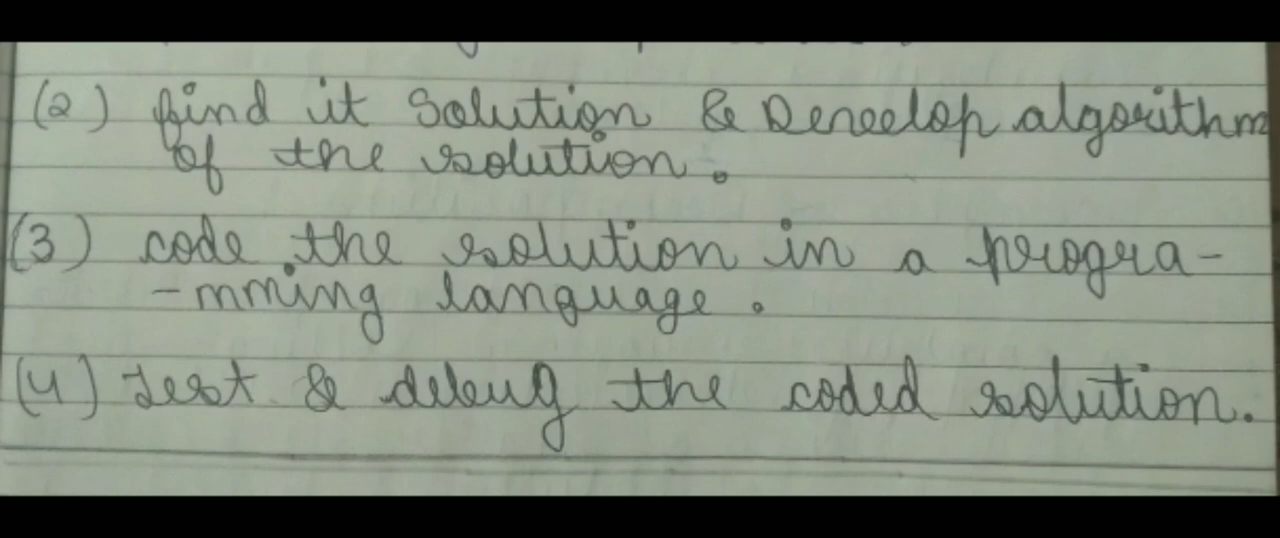 (2) find it Solution & Develop algorithm
of the solution.
(3) code the solution in a progra-
-mming language.
(4) test & debug the coded solution.